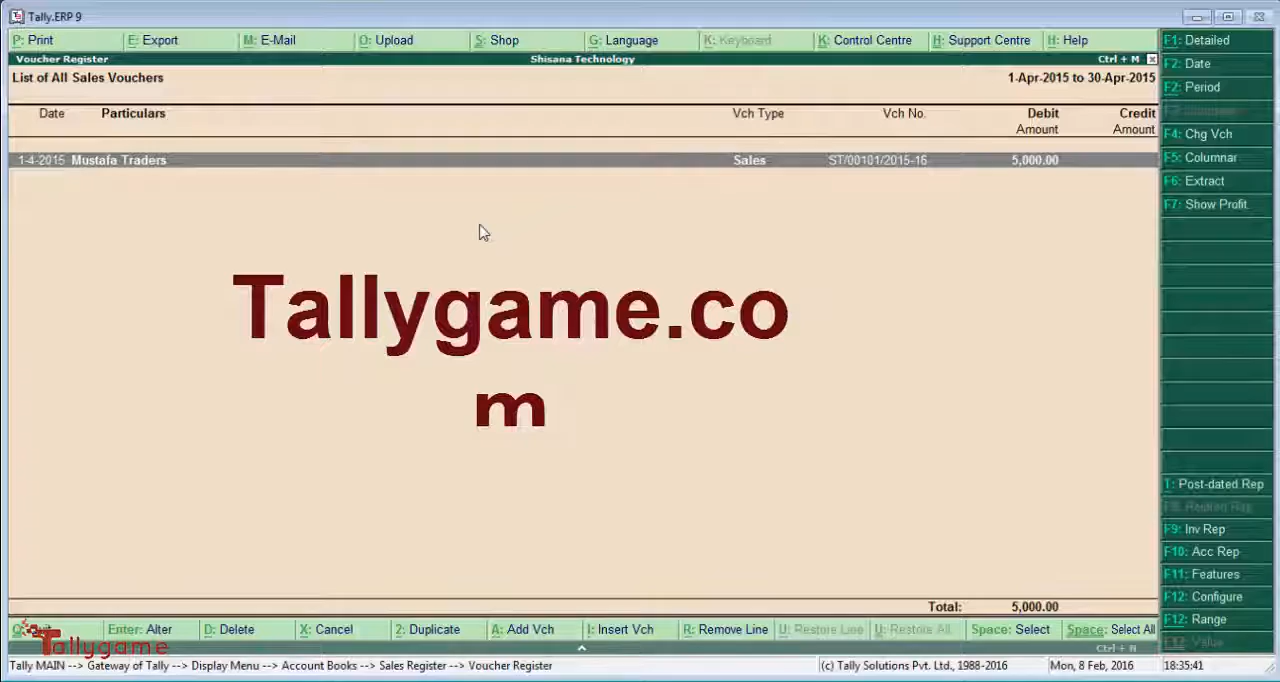 Tally.ERP 9
P: Print E: Export M: E-Mail O: Upload S: Shop G: Language K: Keyboard K: Control Centre H: Support Centre H: Help
Voucher Register Shisana Technology Ctrl + M
List of All Sales Vouchers 1-Apr-2015 to 30-Apr-2015
Date Particulars Vch Type Vch No. Debit Credit
Amount Amount
1-4-2015 Mustafa Traders Sales ST/00101/2015-16 5,000.00
Tallygame.co
m
Total: 5,000.00
F1: Detailed
F2: Date
F2: Period
F4: Chg Vch
F5: Columnar
F6: Extract
F7: Show Profit
T: Post-dated Rep
F9: Inv Rep
F10: Acc Rep
F11: Features
F12: Configure
F12: Range
Value
Enter: Alter D: Delete X: Cancel 2: Duplicate A: Add Vch I: Insert Vch R: Remove Line U: Restore Line U: Restore All Space: Select Space: Select All
Tallygame
Ctrl + N
Tally MAIN --> Gateway of Tally --> Display Menu --> Account Books --> Sales Register --> Voucher Register (c) Tally Solutions Pvt. Ltd., 1988-2016 Mon, 8 Feb, 2016 18:35:41